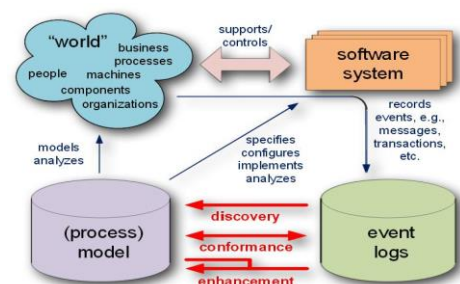 “world”
business
processes
people
machines
components
organizations
supports/
controls
software
system
records
events, e.g.,
messages,
transactions,
etc.
models
analyzes
specifies
configures
implements
analyzes
discovery
(process)
model
conformance
event
logs
enhancement